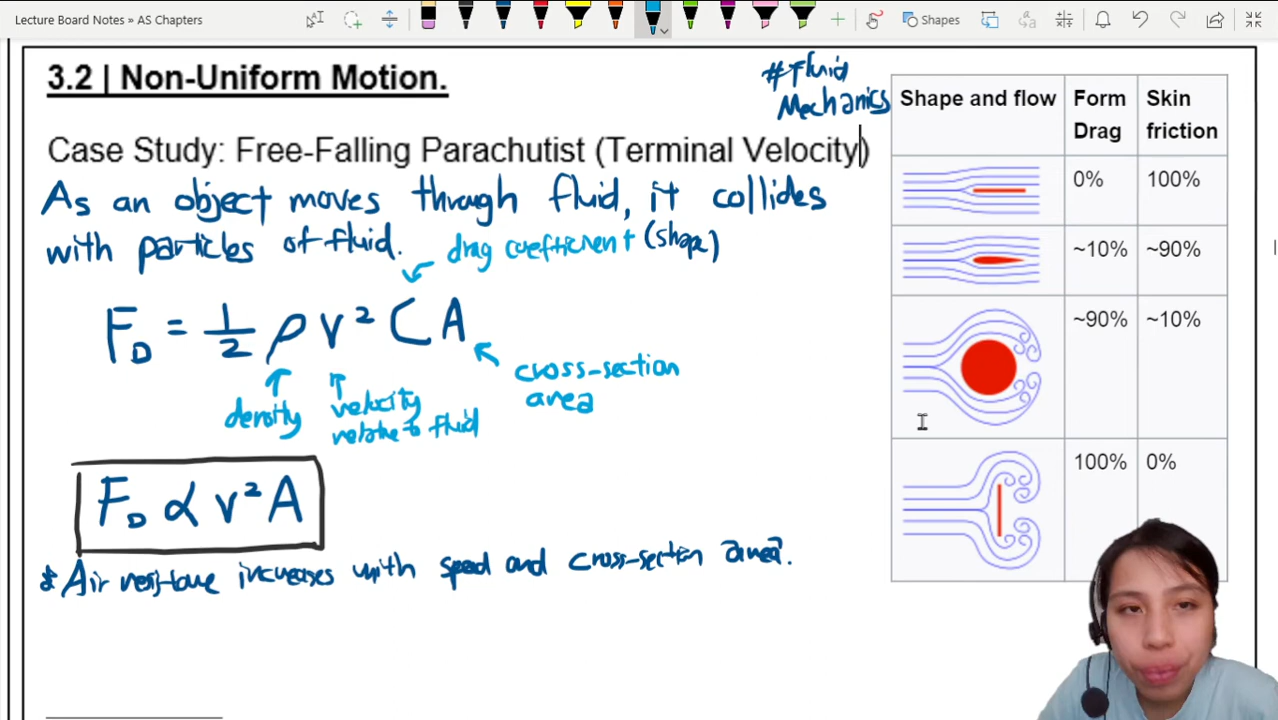 Lecture Board Notes » AS Chapters
Shapes
3.2 | Non-Uniform Motion.
#Fluid
Mechanics
Case Study: Free-Falling Parachutist (Terminal Velocity)
As an object moves through fluid, it collides
with particles of fluid.
drag coefficient (shape)
F_D = 1/2 ρ v² C A
cross-section
area
density
velocity
relative to fluid
F_D ∝ v² A
* Air resistance increases with speed and cross-section area.
Shape and flow Form Drag Skin friction
0% 100%
~10% ~90%
~90% ~10%
100% 0%